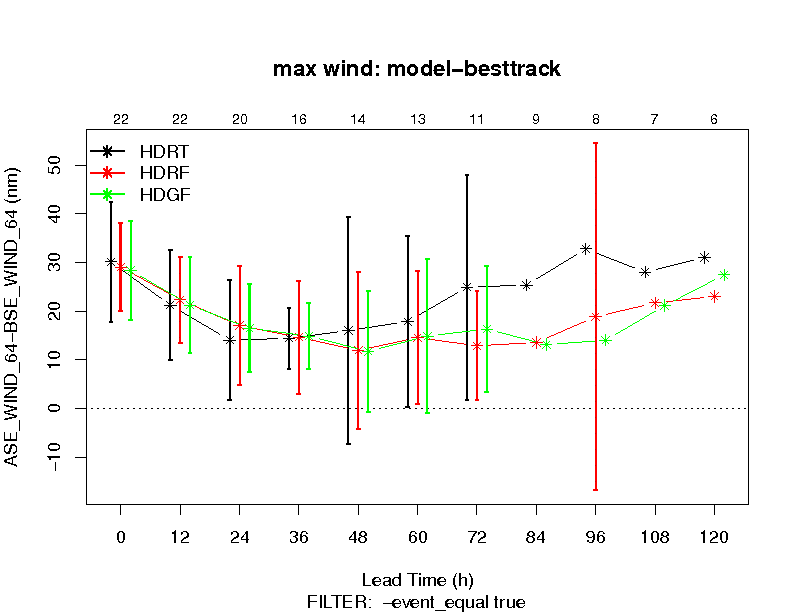 max wind: model−besttrack
22 22 20 16 14 13 11 9 8 7 6
HDRT
HDRF
HDGF
ASE_WIND_64−BSE_WIND_64 (nm)
50
40
30
20
10
0
−10
0 12 24 36 48 60 72 84 96 108 120
Lead Time (h)
FILTER: −event_equal true